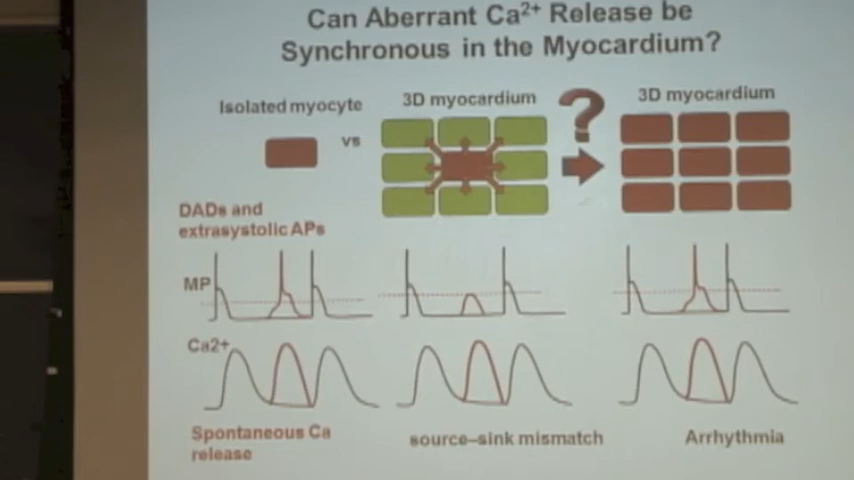 Can Aberrant Ca²⁺ Release be
Synchronous in the Myocardium?
Isolated myocyte
vs
3D myocardium
?
3D myocardium
DADs and
extrasystolic APs
MP
Ca2+
Spontaneous Ca
release
source–sink mismatch
Arrhythmia